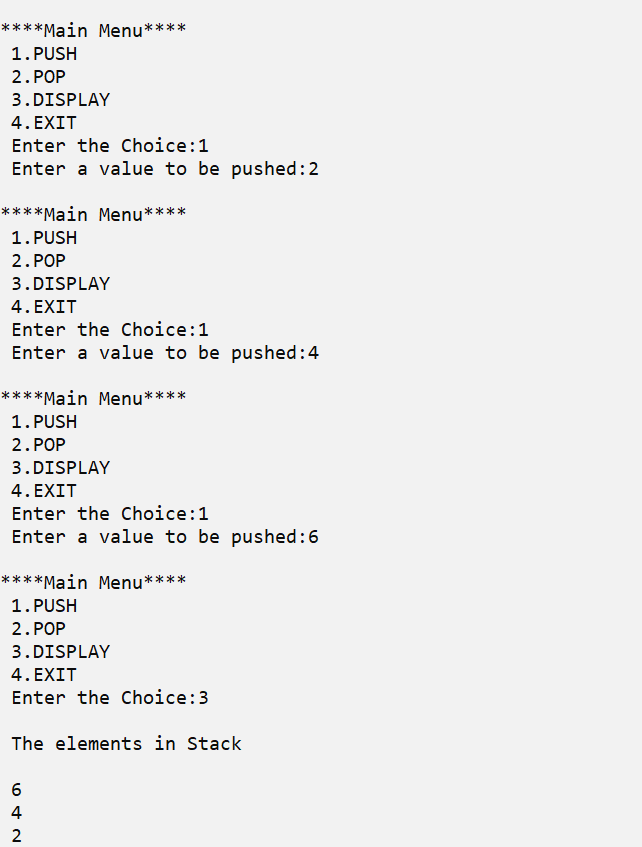 ****Main Menu****
1.PUSH
2.POP
3.DISPLAY
4.EXIT
Enter the Choice:1
Enter a value to be pushed:2
****Main Menu****
1.PUSH
2.POP
3.DISPLAY
4.EXIT
Enter the Choice:1
Enter a value to be pushed:4
****Main Menu****
1.PUSH
2.POP
3.DISPLAY
4.EXIT
Enter the Choice:1
Enter a value to be pushed:6
****Main Menu****
1.PUSH
2.POP
3.DISPLAY
4.EXIT
Enter the Choice:3
The elements in Stack
6
4
2